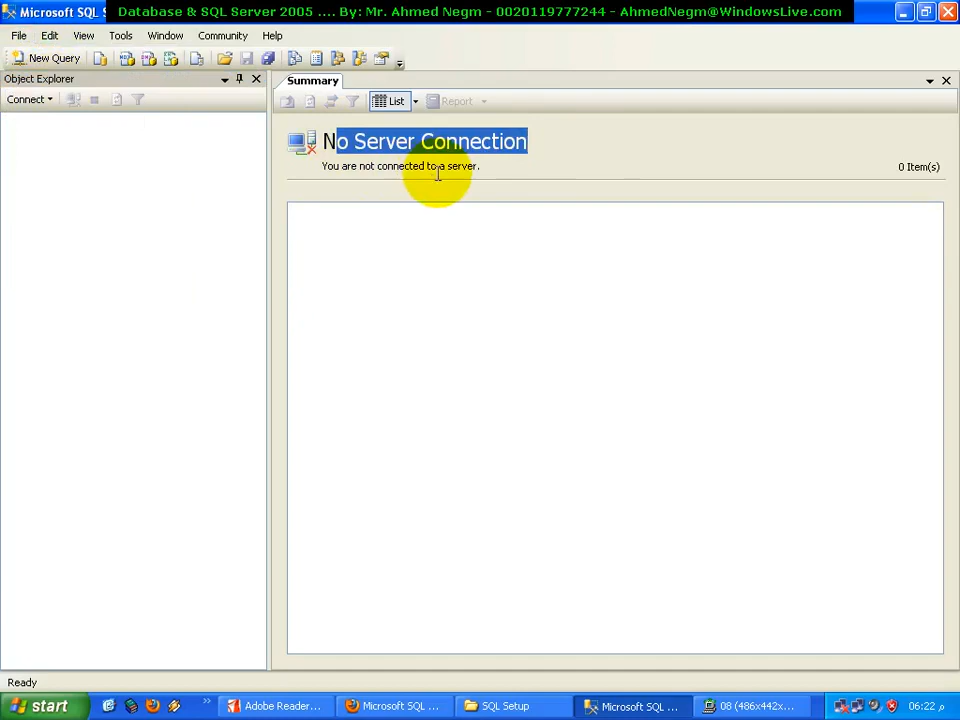 Microsoft SQL S
Database & SQL Server 2005 .... By: Mr. Ahmed Negm - 0020119777244 - AhmedNegm@WindowsLive.com
File Edit View Tools Window Community Help
New Query
Object Explorer
Summary
Connect
List
Report
No Server Connection
You are not connected to a server.
0 Item(s)
Ready
start
Adobe Reader...
Microsoft SQL ...
SQL Setup
Microsoft SQL ...
08 (486x442x...
06:22 م